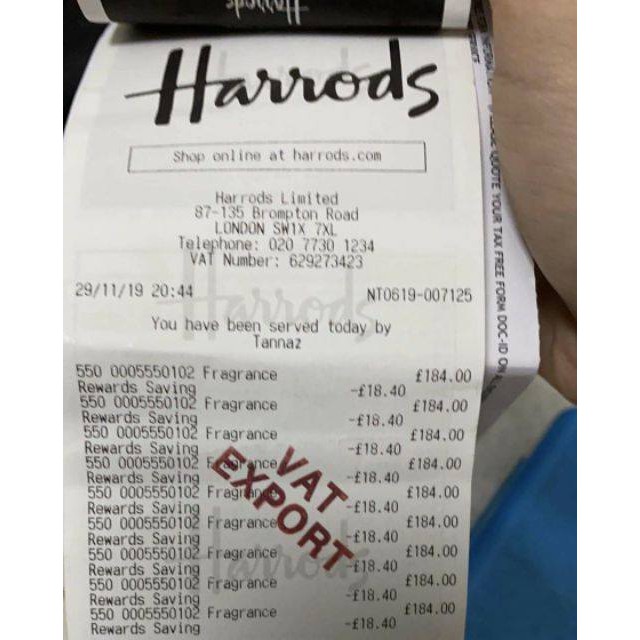 Harrods
Harrods
Shop online at harrods.com
Harrods Limited
87-135 Brompton Road
LONDON SW1X 7XL
Telephone: 020 7730 1234
VAT Number: 629273423
29/11/19 20:44 NT0619-007125
You have been served today by
Tannaz
550 0005550102 Fragrance £184.00
Rewards Saving -£18.40
550 0005550102 Fragrance £184.00
Rewards Saving -£18.40
550 0005550102 Fragrance £184.00
Rewards Saving -£18.40
550 0005550102 Fragrance £184.00
Rewards Saving -£18.40
550 0005550102 Fragrance £184.00
Rewards Saving -£18.40
550 0005550102 Fragrance £184.00
Rewards Saving -£18.40
550 0005550102 Fragrance £184.00
Rewards Saving -£18.40
550 0005550102 Fragrance £184.00
Rewards Saving -£18.40
550 0005550102 Fragrance £184.00
Rewards Saving -£18.40
VAT
EXPORT
Harrods
Harrods
QUOTE YOUR TAX FREE FORM DOC-ID ON